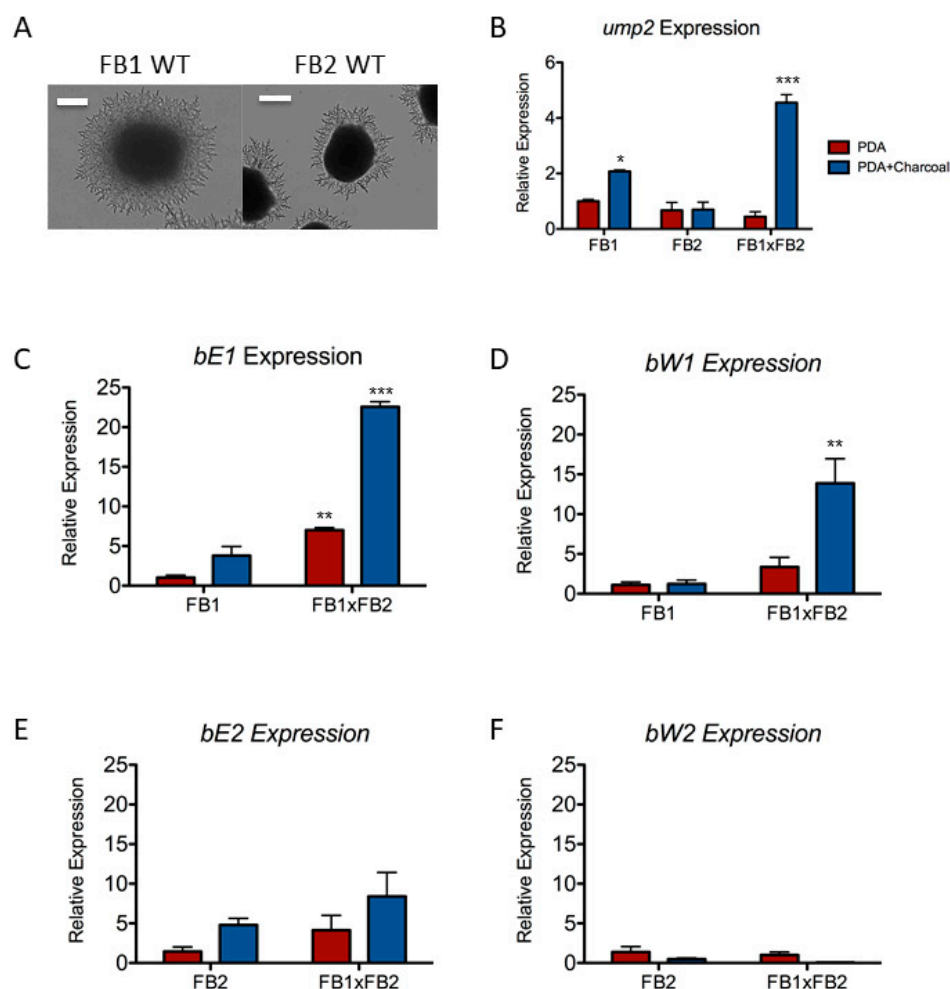 A
FB1 WT
FB2 WT
B
ump2 Expression
Relative Expression
6
4
2
0
***
*
FB1
FB2
FB1xFB2
PDA
PDA+Charcoal
C
bE1 Expression
Relative Expression
25
20
15
10
5
0
***
**
FB1
FB1xFB2
D
bW1 Expression
Relative Expression
25
20
15
10
5
0
**
FB1
FB1xFB2
E
bE2 Expression
Relative Expression
25
20
15
10
5
0
FB2
FB1xFB2
F
bW2 Expression
Relative Expression
25
20
15
10
5
0
FB2
FB1xFB2